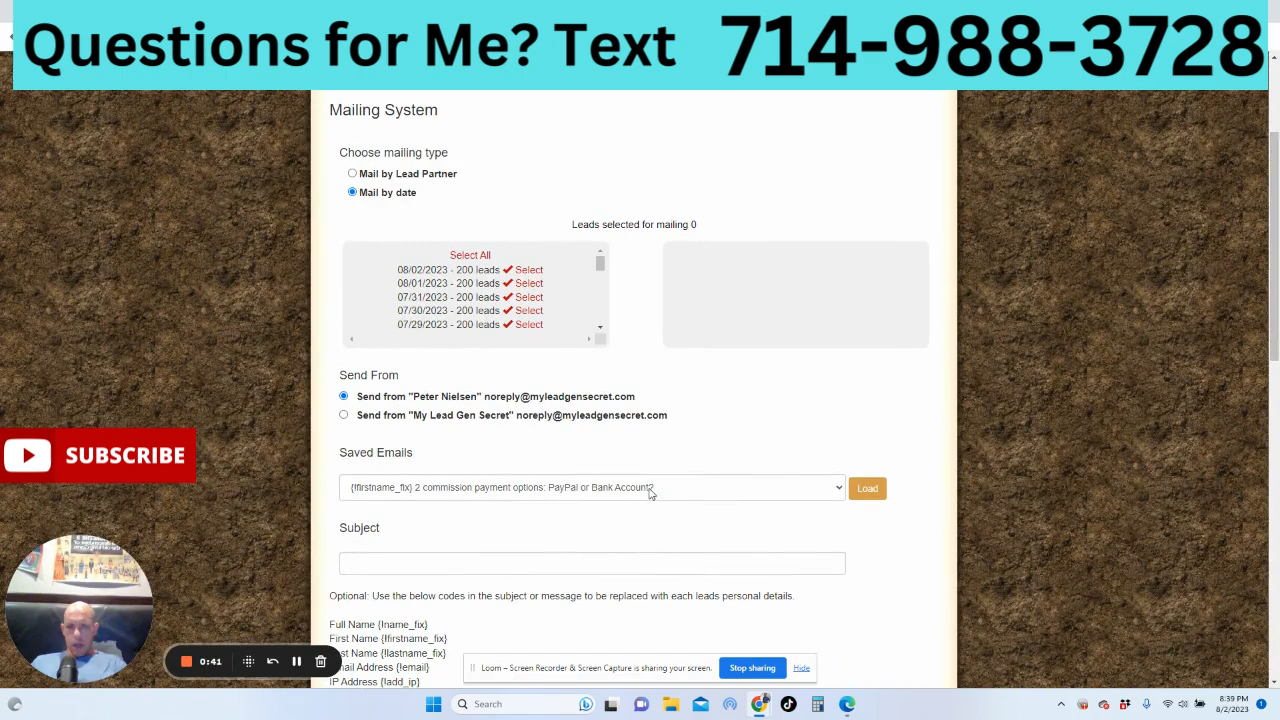 Questions for Me? Text 714-988-3728
Mailing System
Choose mailing type
Mail by Lead Partner
Mail by date
Leads selected for mailing 0
Select All
08/02/2023 - 200 leads ✔ Select
08/01/2023 - 200 leads ✔ Select
07/31/2023 - 200 leads ✔ Select
07/30/2023 - 200 leads ✔ Select
07/29/2023 - 200 leads ✔ Select
Send From
Send from "Peter Nielsen" noreply@myleadgensecret.com
Send from "My Lead Gen Secret" noreply@myleadgensecret.com
SUBSCRIBE
Saved Emails
{!firstname_fix} 2 commission payment options: PayPal or Bank Account?
Load
Subject
Optional: Use the below codes in the subject or message to be replaced with each leads personal details.
Full Name {!name_fix}
First Name {!firstname_fix}
st Name {!lastname_fix}
mail Address {!email}
IP Address {!add_ip}
0:41
Loom – Screen Recorder & Screen Capture is sharing your screen.
Stop sharing
Hide
Search
8:39 PM
8/2/2023